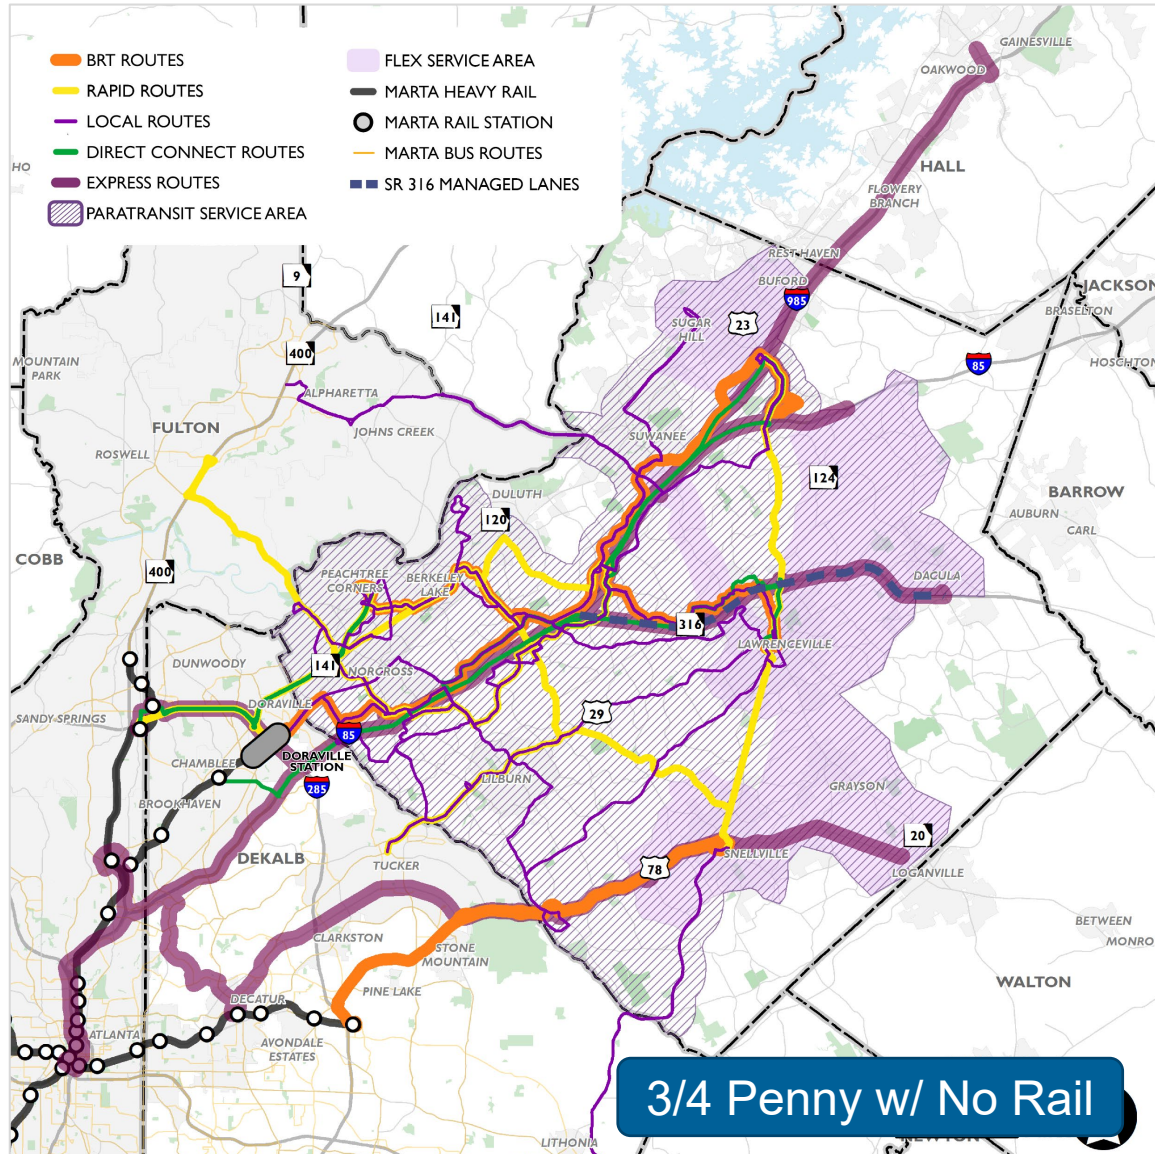 BRT ROUTES
RAPID ROUTES
LOCAL ROUTES
DIRECT CONNECT ROUTES
EXPRESS ROUTES
PARATRANSIT SERVICE AREA
FLEX SERVICE AREA
MARTA HEAVY RAIL
MARTA RAIL STATION
MARTA BUS ROUTES
SR 316 MANAGED LANES
GAINESVILLE
OAKWOOD
HO
HALL
FLOWERY
BRANCH
REST HAVEN
BUFORD
985
9
141
23
SUGAR
HILL
JACKSON
BRASELTON
400
85
HOSCHTON
MOUNTAIN
PARK
ALPHARETTA
FULTON
JOHNS CREEK
ROSWELL
SUWANEE
124
DULUTH
120
BARROW
AUBURN
CARL
COBB
400
PEACHTREE
CORNERS
BERKELEY
LAKE
DACULA
316
LAWRENCEVILLE
DUNWOODY
141
NORCROSS
SANDY SPRINGS
DORAVILLE
29
85
CHAMBLEE
DORAVILLE
STATION
285
LILBURN
GRAYSON
BROOKHAVEN
20
DEKALB
TUCKER
78
SNELLVILLE
LOGANVILLE
CLARKSTON
STONE
MOUNTAIN
BETWEEN
MONRO
PINE LAKE
WALTON
DECATUR
ATLANTA
AVONDALE
ESTATES
3/4 Penny w/ No Rail
LITHONIA
NEWTON